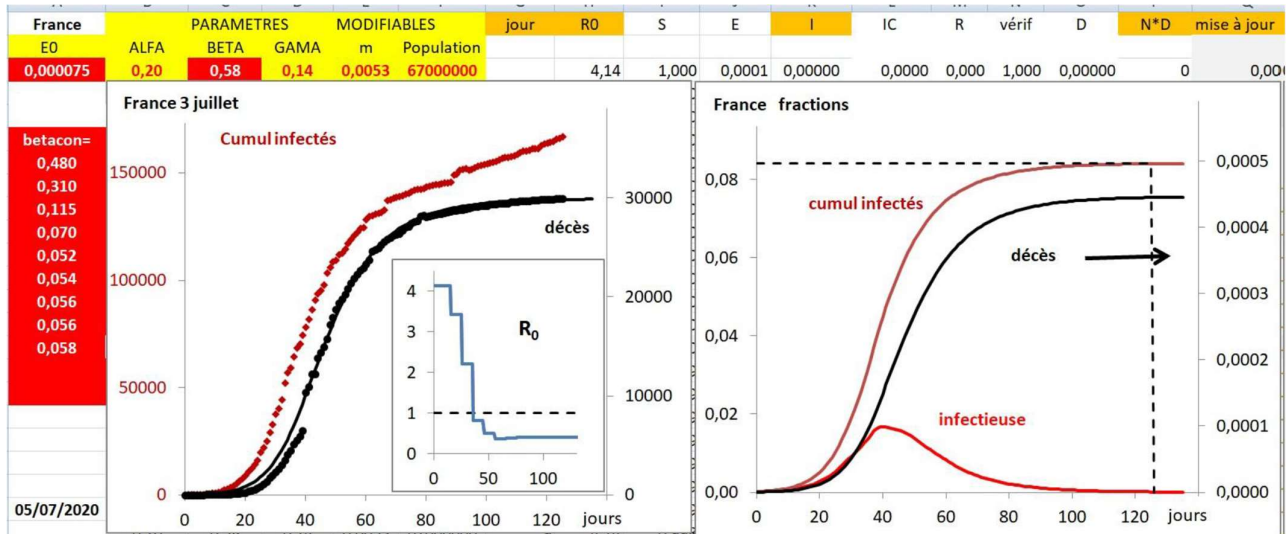 France PARAMETRES MODIFIABLES jour R0 S E I IC R vérif D N*D mise à jour
E0 ALFA BETA GAMA m Population
0,000075 0,20 0,58 0,14 0,0053 67000000 4,14 1,000 0,0001 0,00000 0,0000 0,000 1,000 0,00000 0
betacon=
0,480
0,310
0,115
0,070
0,052
0,054
0,056
0,056
0,058
05/07/2020
France 3 juillet
Cumul infectés
150000
100000
50000
0
30000
20000
10000
0
décès
4
3
2
1
0
R0
0 50 100
0 20 40 60 80 100 120 jours
France fractions
0,08
0,06
0,04
0,02
0,00
cumul infectés
décès
infectieuse
0,0005
0,0004
0,0003
0,0002
0,0001
0,0000
0 20 40 60 80 100 120 jours